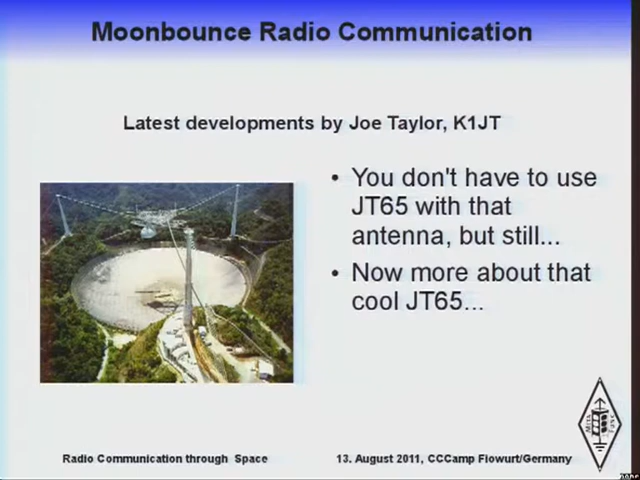 Moonbounce Radio Communication
Latest developments by Joe Taylor, K1JT
• You don't have to use
JT65 with that
antenna, but still...
• Now more about that
cool JT65...
Radio Communication through Space
13. August 2011, CCCamp Flowurt/Germany